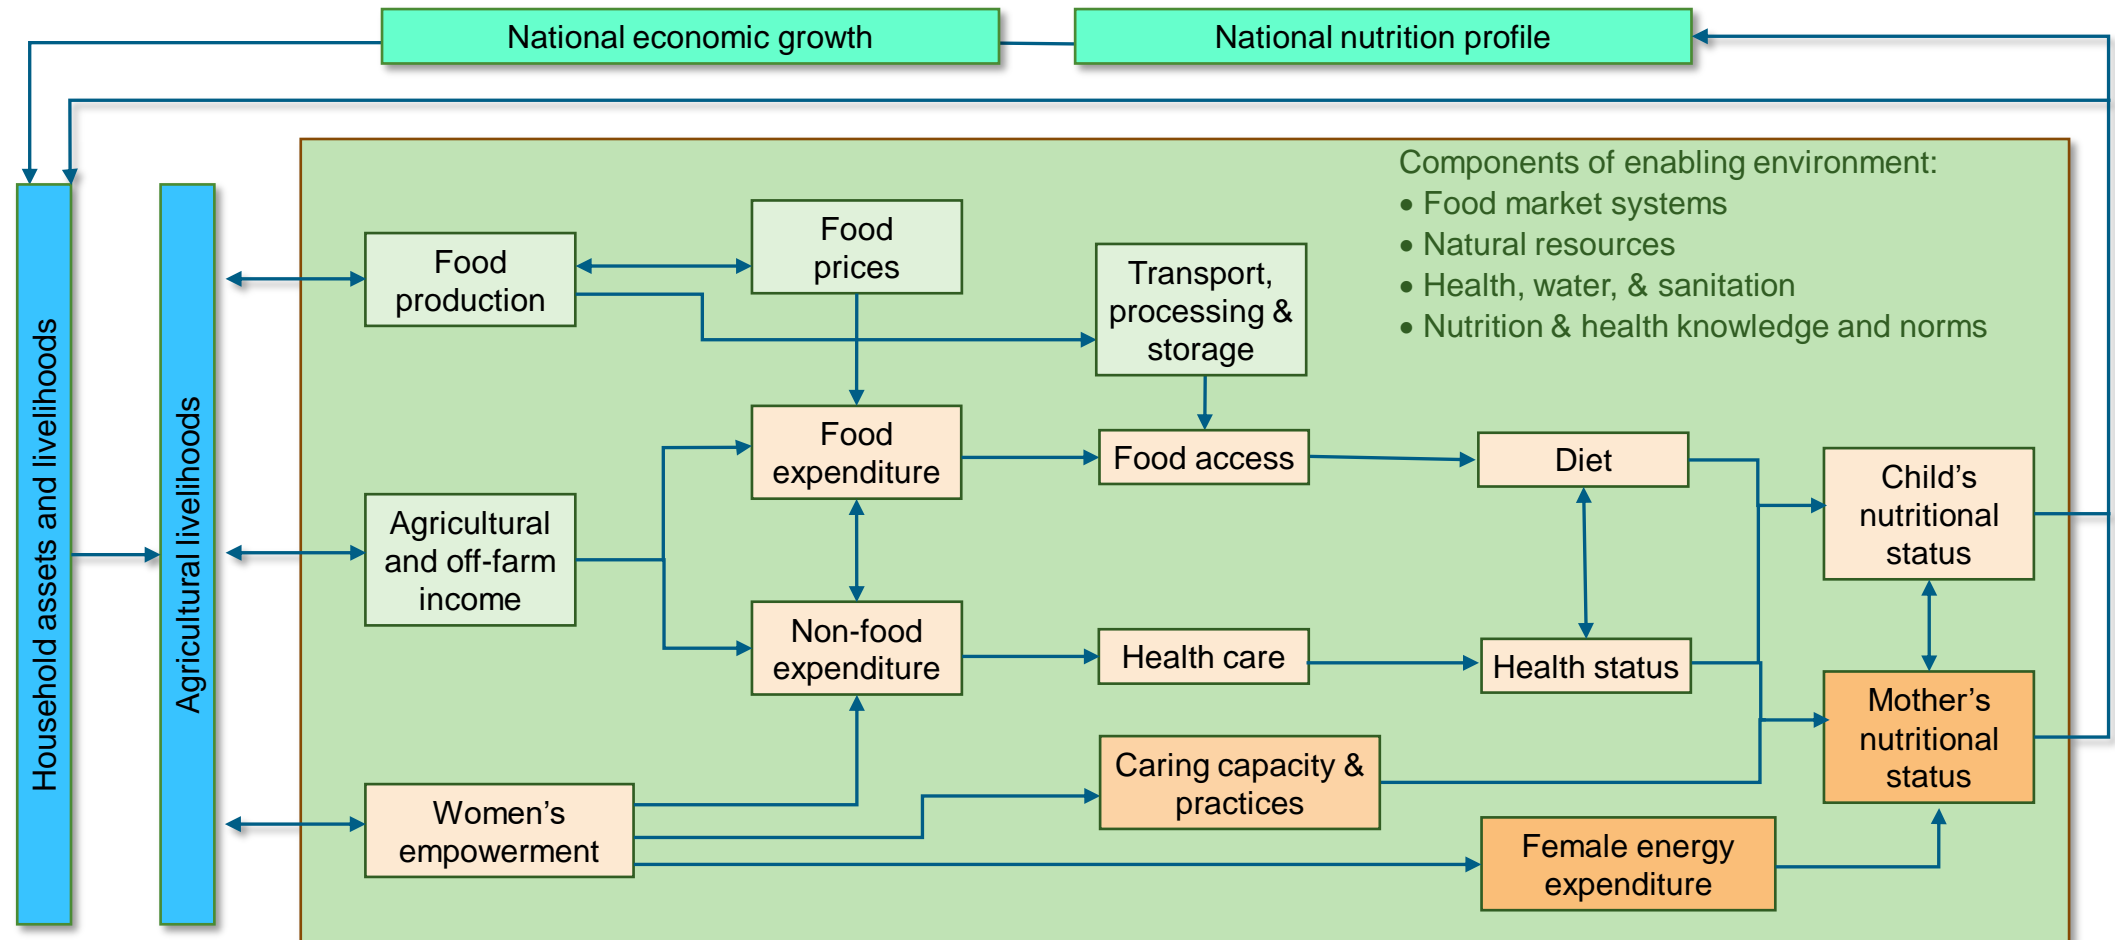 National economic growth
National nutrition profile
Components of enabling environment:
• Food market systems
• Natural resources
• Health, water, & sanitation
• Nutrition & health knowledge and norms
Household assets and livelihoods
Agricultural livelihoods
Food
production
Food
prices
Transport,
processing &
storage
Agricultural
and off-farm
income
Food
expenditure
Food access
Diet
Child’s
nutritional
status
Non-food
expenditure
Health care
Health status
Mother’s
nutritional
status
Women’s
empowerment
Caring capacity &
practices
Female energy
expenditure